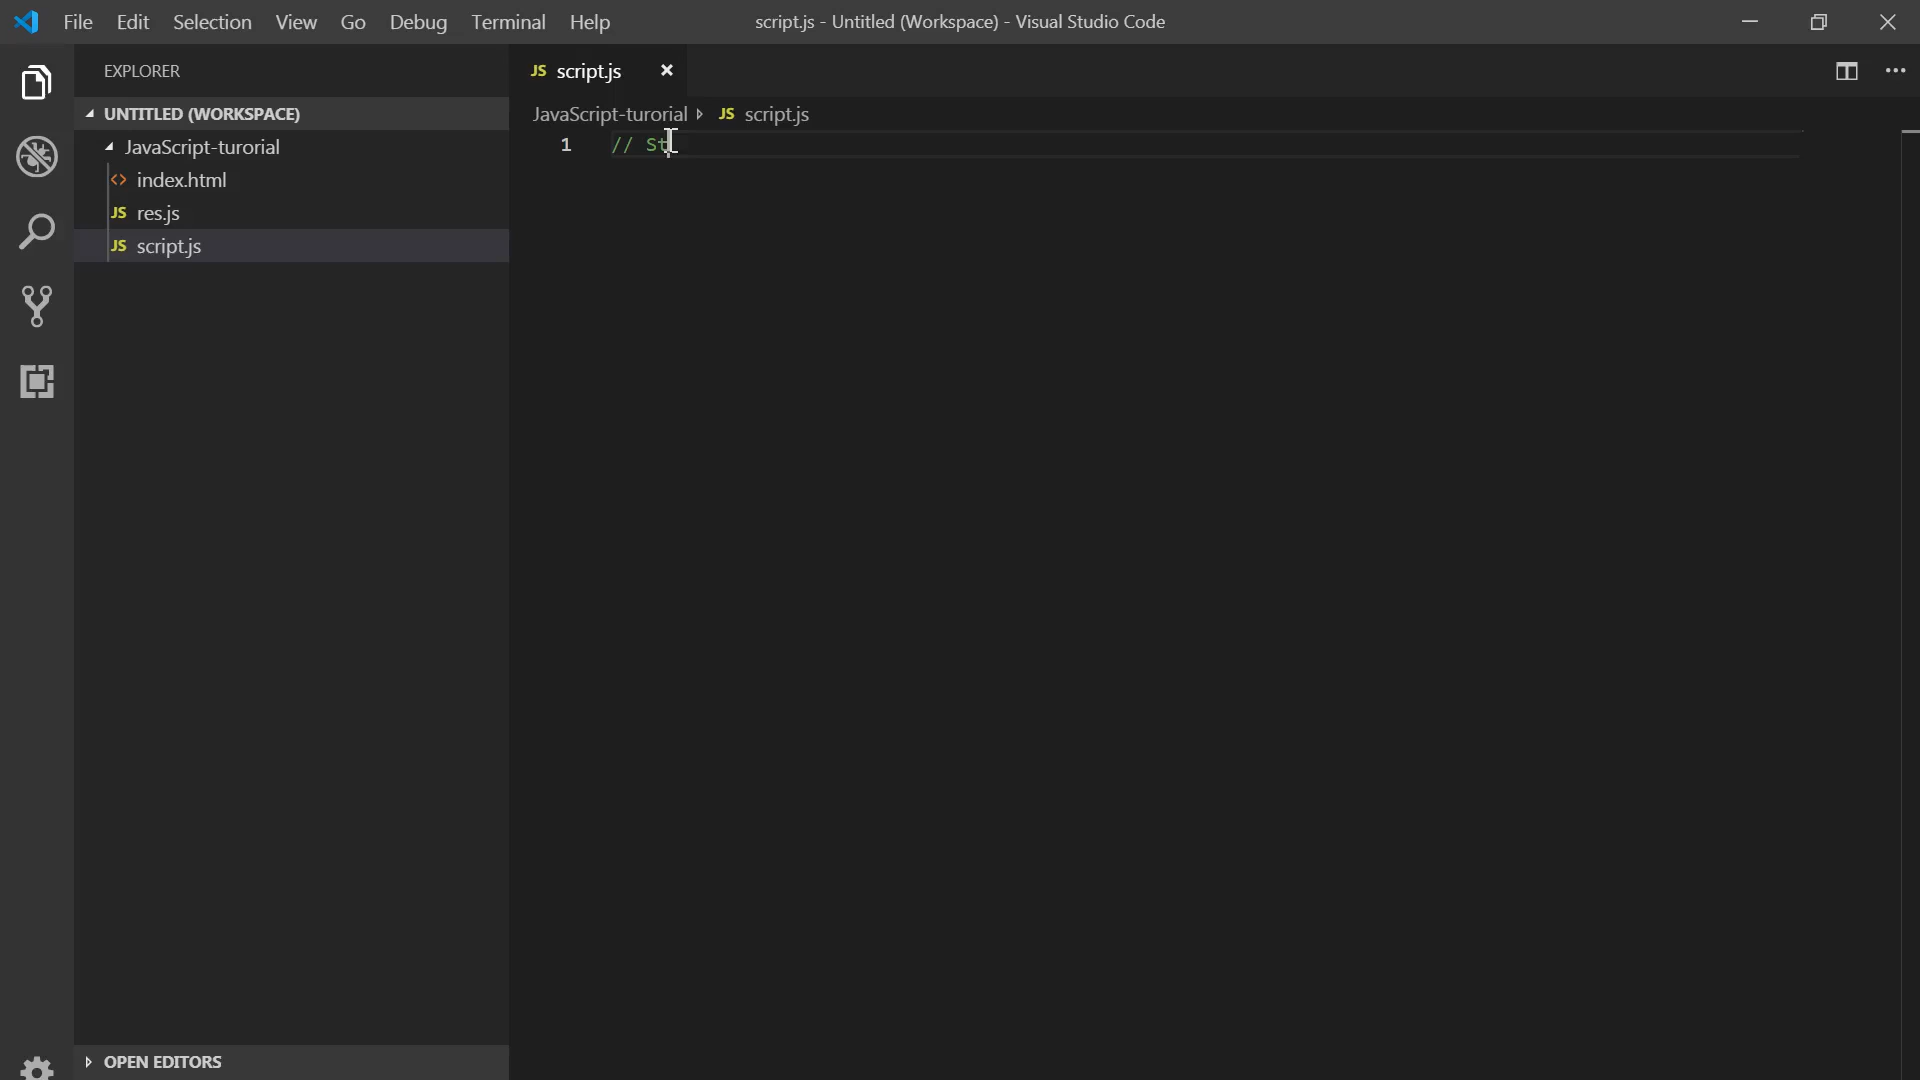 File Edit Selection View Go Debug Terminal Help
script.js - Untitled (Workspace) - Visual Studio Code
EXPLORER
UNTITLED (WORKSPACE)
JavaScript-turorial
index.html
JS res.js
JS script.js
OPEN EDITORS
JS script.js
JavaScript-turorial JS script.js
1 // St